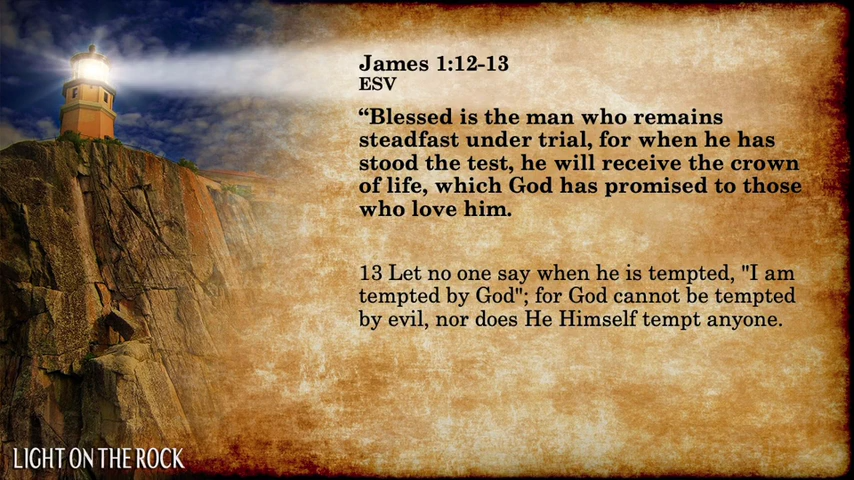 James 1:12-13
ESV
“Blessed is the man who remains
steadfast under trial, for when he has
stood the test, he will receive the crown
of life, which God has promised to those
who love him.
13 Let no one say when he is tempted, "I am
tempted by God"; for God cannot be tempted
by evil, nor does He Himself tempt anyone.
LIGHT ON THE ROCK